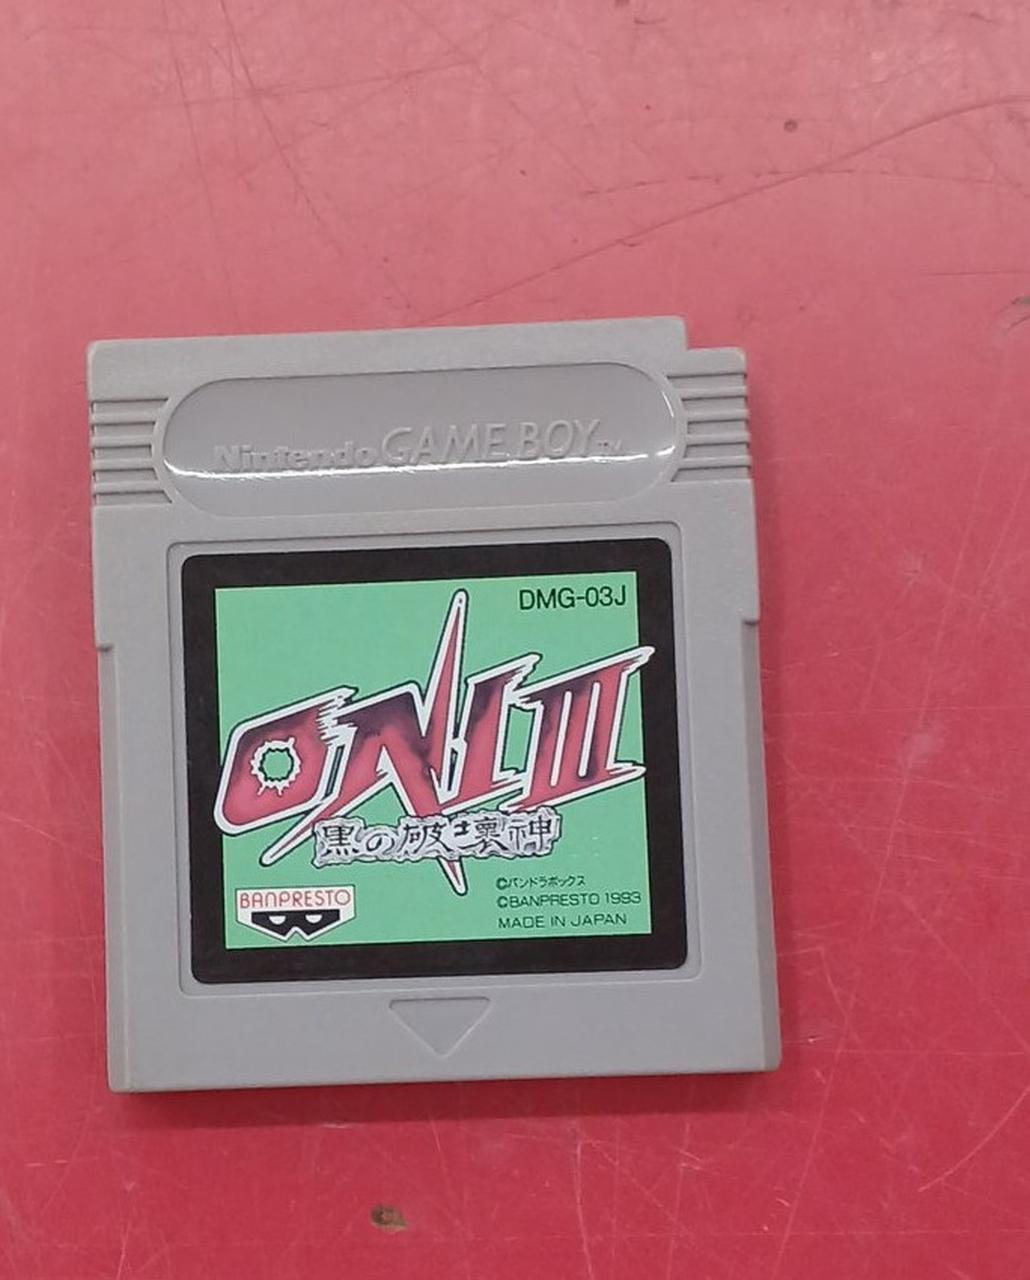 Nintendo GAME BOY TM
DMG-03J
ONI III
黒の破壊神
BANPRESTO
©パンドラボックス
©BANPRESTO 1993
MADE IN JAPAN